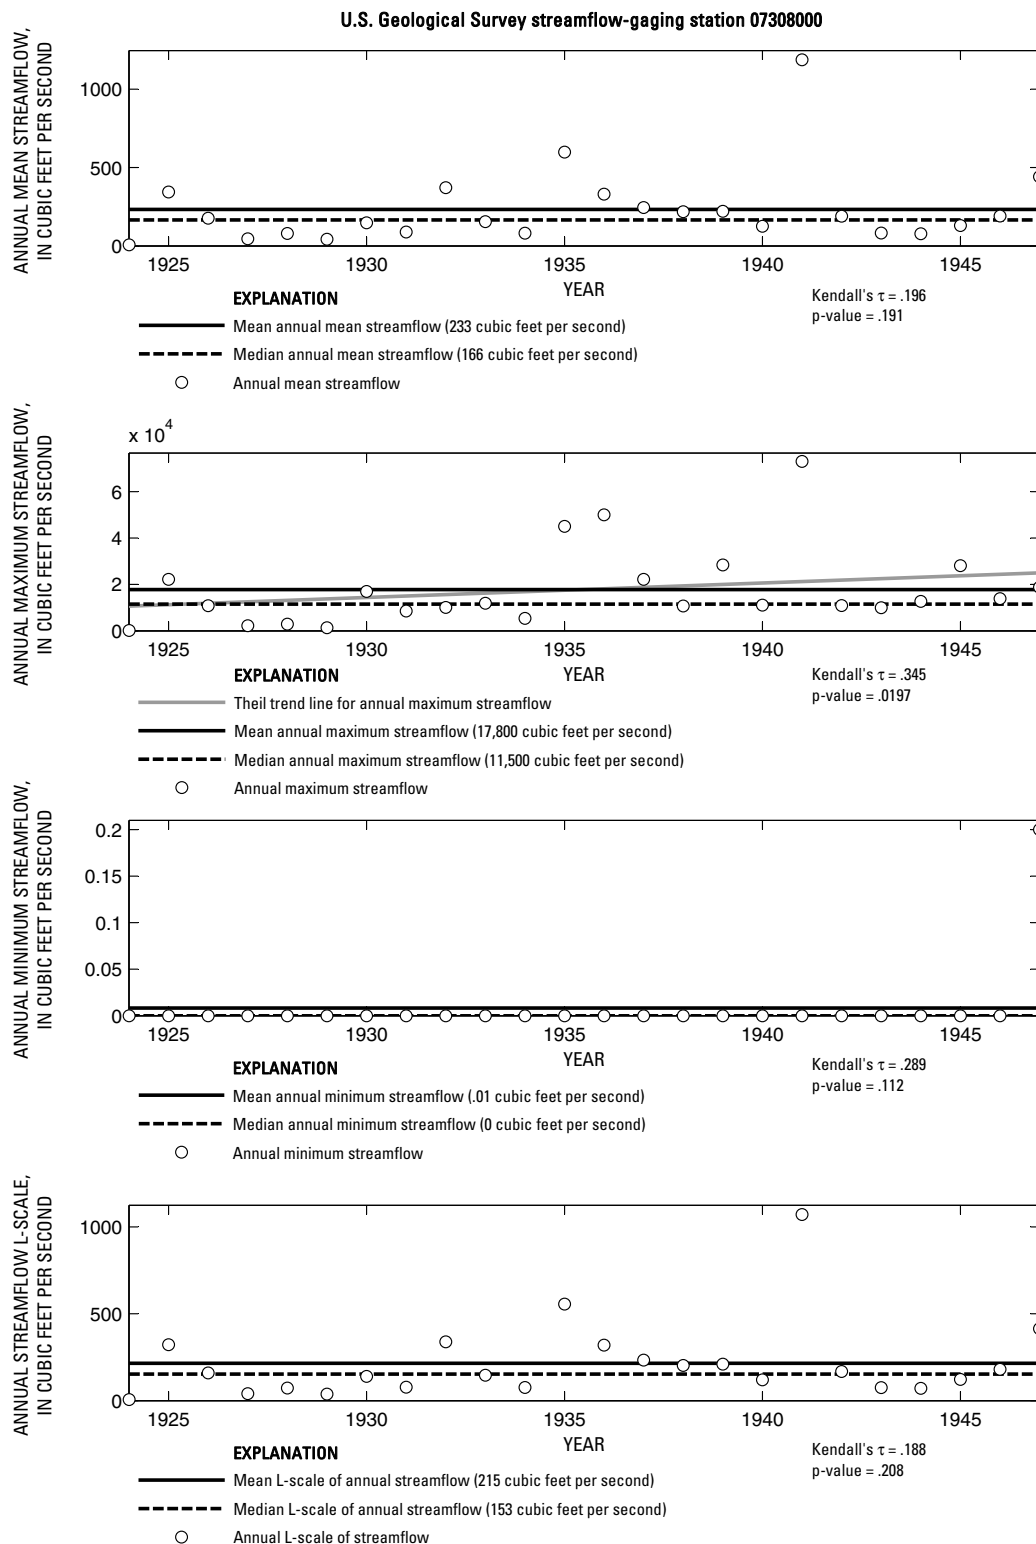 U.S. Geological Survey streamflow-gaging station 07308000
ANNUAL MEAN STREAMFLOW,
IN CUBIC FEET PER SECOND
1000
500
0
1925 1930 1935 1940 1945
YEAR
Kendall's τ = .196
p-value = .191
EXPLANATION
Mean annual mean streamflow (233 cubic feet per second)
Median annual mean streamflow (166 cubic feet per second)
Annual mean streamflow
ANNUAL MAXIMUM STREAMFLOW,
IN CUBIC FEET PER SECOND
x 10^4
6
4
2
0
1925 1930 1935 1940 1945
YEAR
Kendall's τ = .345
p-value = .0197
EXPLANATION
Theil trend line for annual maximum streamflow
Mean annual maximum streamflow (17,800 cubic feet per second)
Median annual maximum streamflow (11,500 cubic feet per second)
Annual maximum streamflow
ANNUAL MINIMUM STREAMFLOW,
IN CUBIC FEET PER SECOND
0.2
0.15
0.1
0.05
0
1925 1930 1935 1940 1945
YEAR
Kendall's τ = .289
p-value = .112
EXPLANATION
Mean annual minimum streamflow (.01 cubic feet per second)
Median annual minimum streamflow (0 cubic feet per second)
Annual minimum streamflow
ANNUAL STREAMFLOW L-SCALE,
IN CUBIC FEET PER SECOND
1000
500
0
1925 1930 1935 1940 1945
YEAR
Kendall's τ = .188
p-value = .208
EXPLANATION
Mean L-scale of annual streamflow (215 cubic feet per second)
Median L-scale of annual streamflow (153 cubic feet per second)
Annual L-scale of streamflow